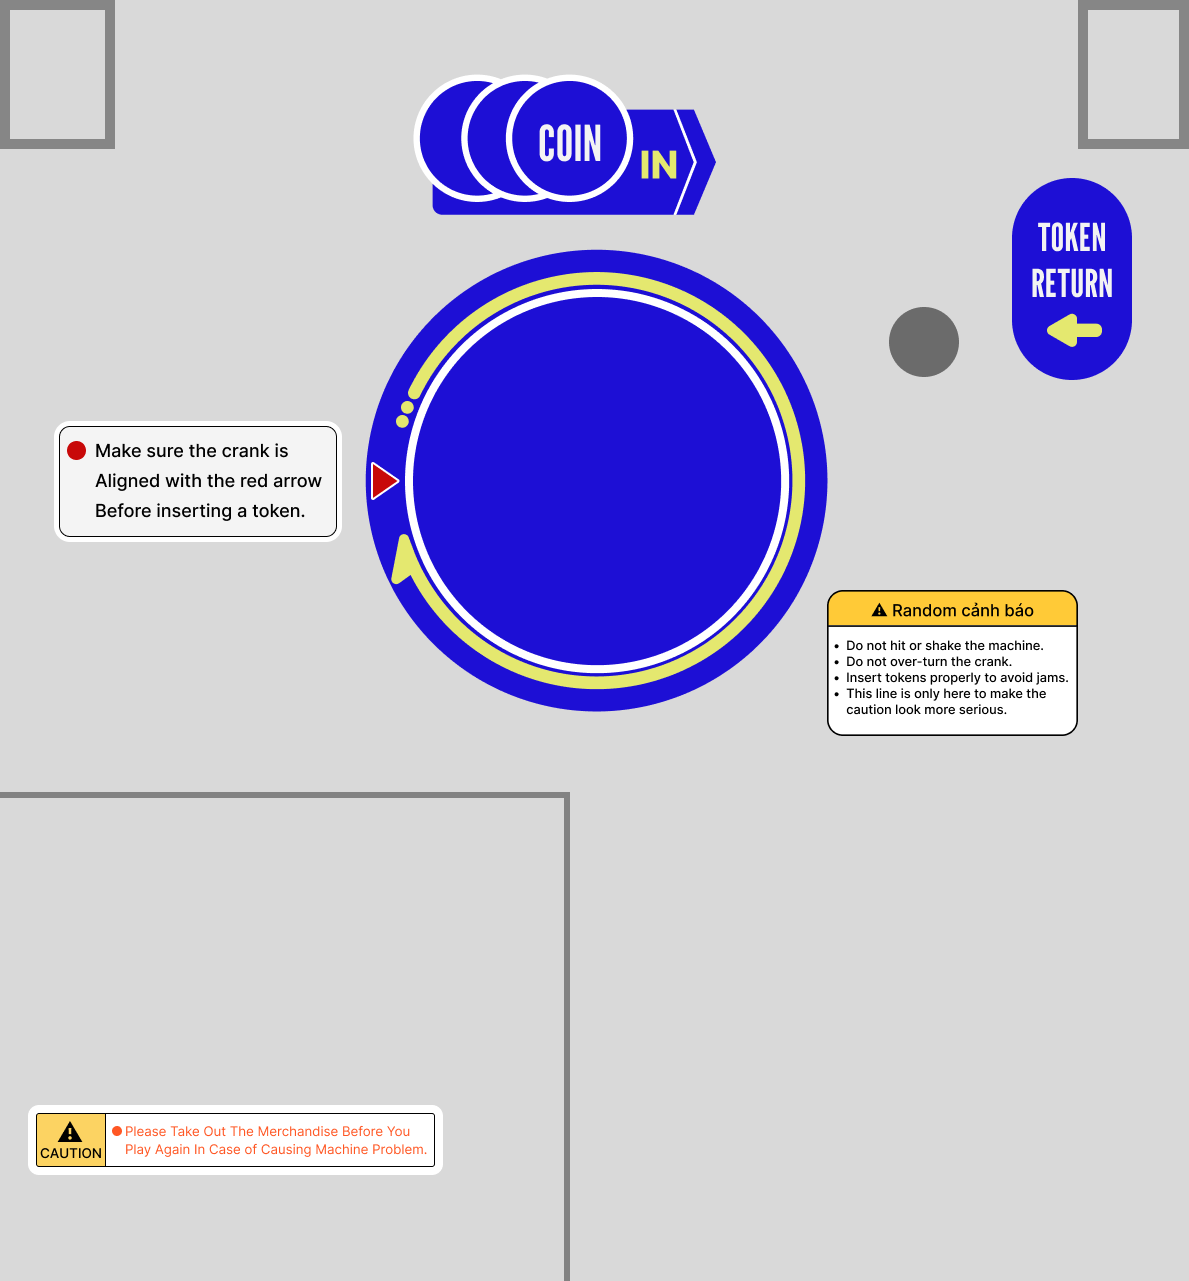 COIN
IN
TOKEN
RETURN
Make sure the crank is
Aligned with the red arrow
Before inserting a token.
Random cảnh báo
• Do not hit or shake the machine.
• Do not over-turn the crank.
• Insert tokens properly to avoid jams.
• This line is only here to make the
caution look more serious.
CAUTION
Please Take Out The Merchandise Before You
Play Again In Case of Causing Machine Problem.